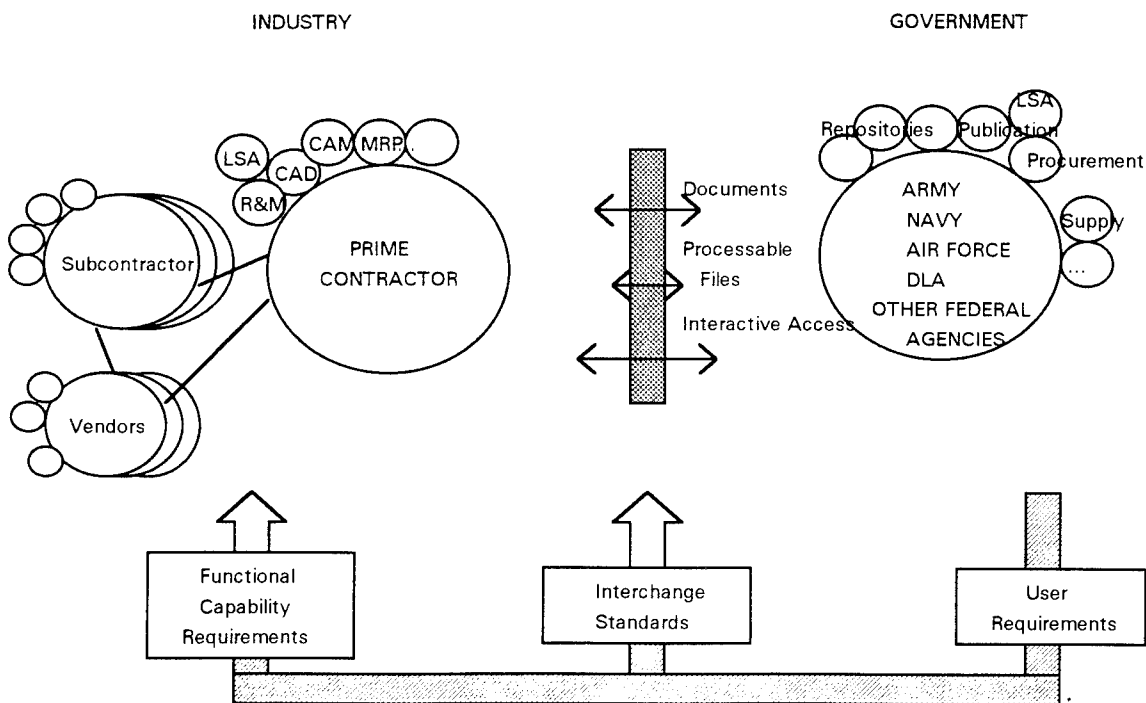 INDUSTRY
GOVERNMENT
LSA
R&M
CAD
CAM
MRP...
Subcontractor
PRIME
CONTRACTOR
Vendors
Documents
Processable
Files
Interactive Access
Repositories
Publication
LSA
Procurement
Supply
...
ARMY
NAVY
AIR FORCE
DLA
OTHER FEDERAL
AGENCIES
Functional
Capability
Requirements
Interchange
Standards
User
Requirements